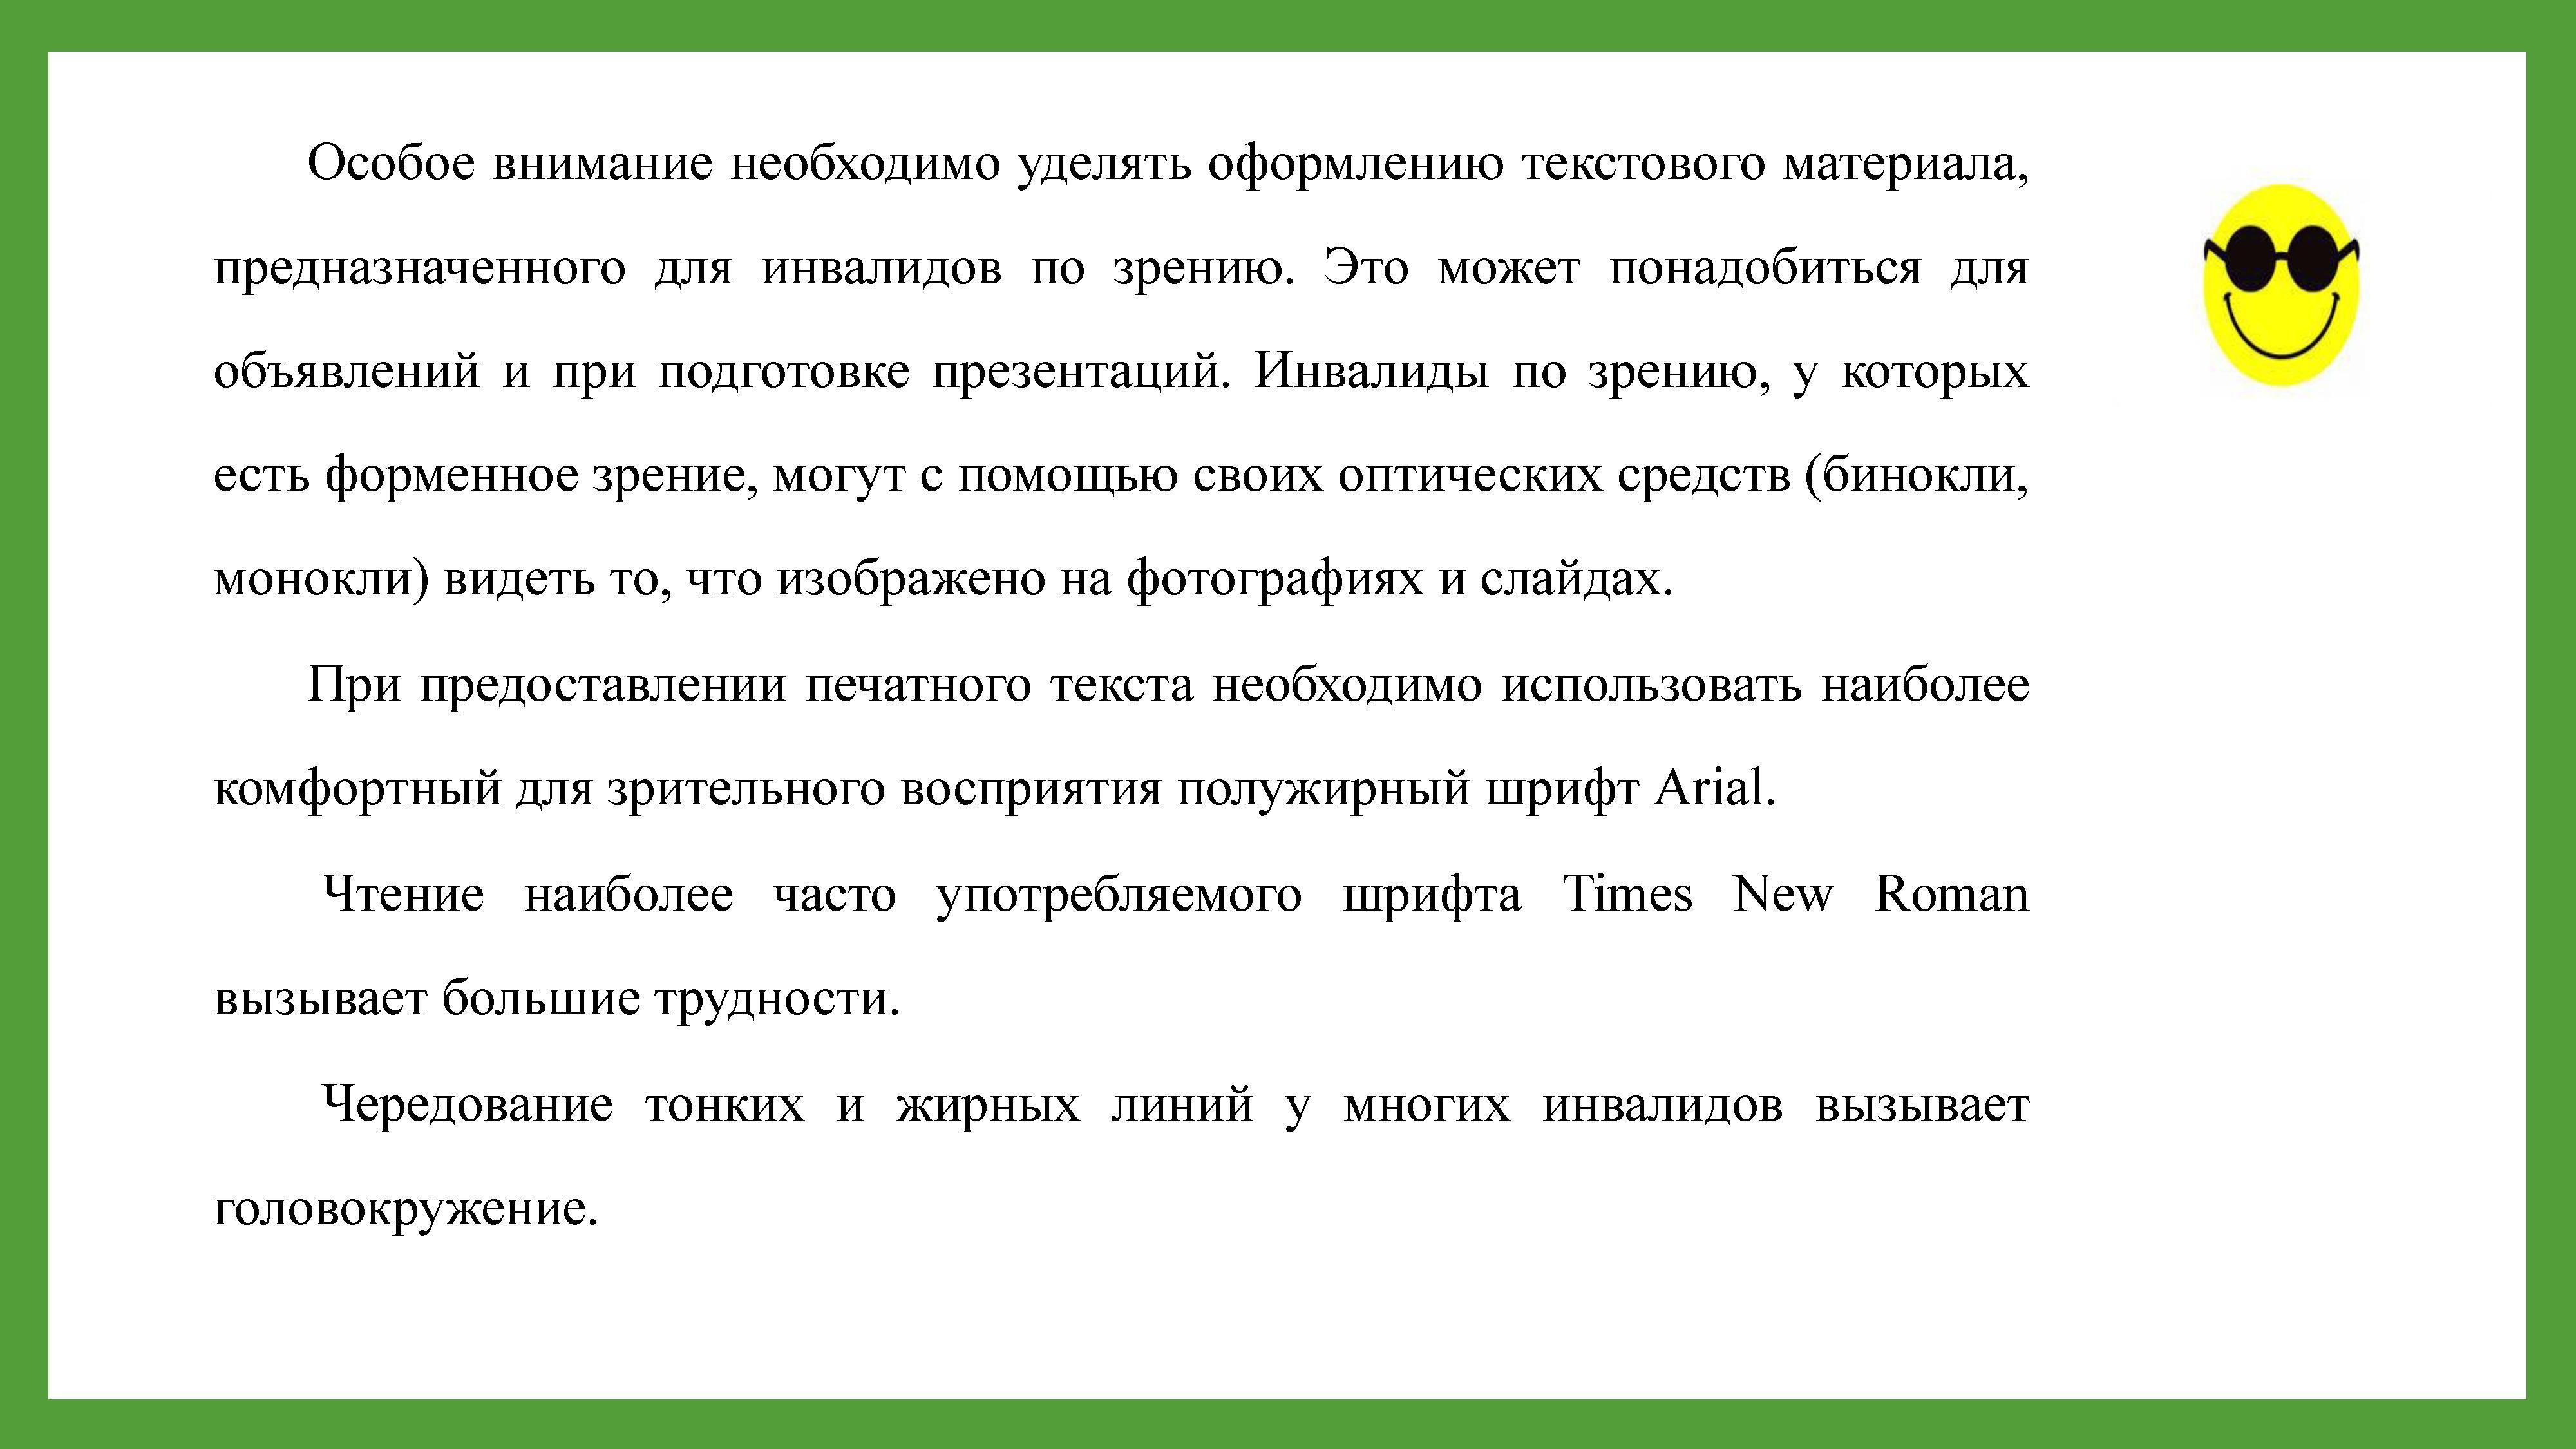 Особое внимание необходимо уделять оформлению текстового материала,
предназначенного для инвалидов по зрению. Это может понадобиться для
объявлений и при подготовке презентаций. Инвалиды по зрению, у которых
есть форменное зрение, могут с помощью своих оптических средств (бинокли,
монокли) видеть то, что изображено на фотографиях и слайдах.
При предоставлении печатного текста необходимо использовать наиболее
комфортный для зрительного восприятия полужирный шрифт Arial.
Чтение наиболее часто употребляемого шрифта Times New Roman
вызывает большие трудности.
Чередование тонких и жирных линий у многих инвалидов вызывает
головокружение.